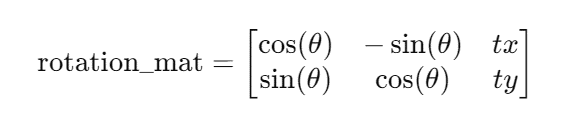 rotation_mat = [cos(θ) − sin(θ) tx]
[sin(θ) cos(θ) ty]